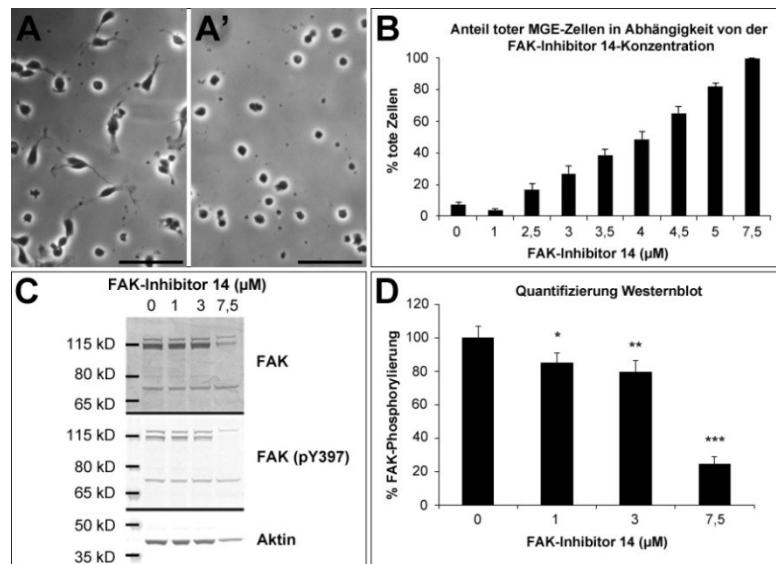 A
A'
B
Anteil toter MGE-Zellen in Abhängigkeit von der
FAK-Inhibitor 14-Konzentration
% tote Zellen
100
80
60
40
20
0
0 1 2,5 3 3,5 4 4,5 5 7,5
FAK-Inhibitor 14 (µM)
C
FAK-Inhibitor 14 (µM)
0 1 3 7,5
115 kD
80 kD
65 kD
FAK
115 kD
80 kD
65 kD
FAK (pY397)
50 kD
35 kD
Aktin
D
Quantifizierung Westernblot
% FAK-Phosphorylierung
120
100
80
60
40
20
0
* ** ***
0 1 3 7,5
FAK-Inhibitor 14 (µM)